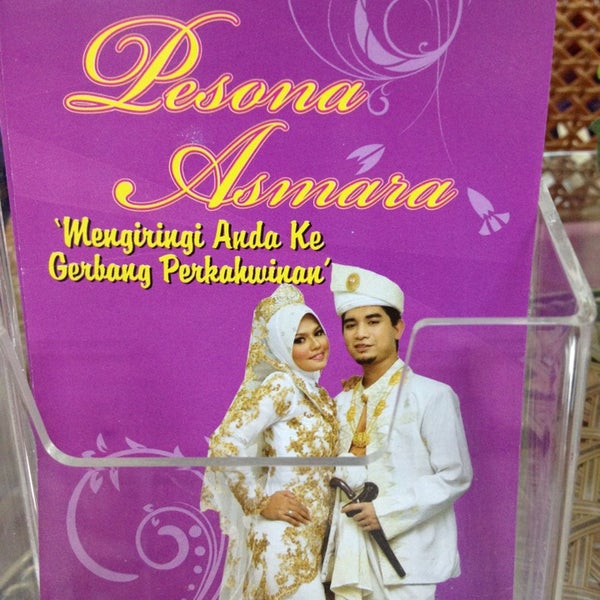 Pesona
Asmara
'Mengiringi Anda Ke
Gerbang Perkahwinan'